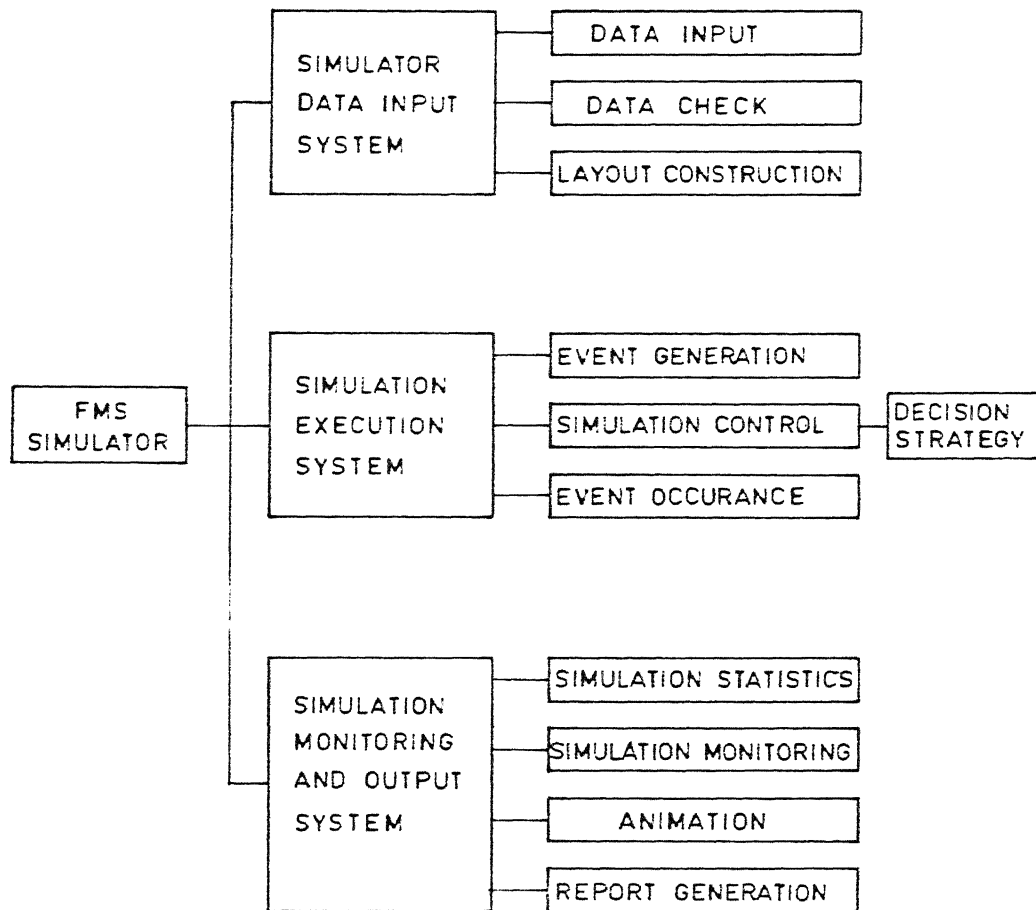 FMS
SIMULATOR
SIMULATOR
DATA INPUT
SYSTEM
DATA INPUT
DATA CHECK
LAYOUT CONSTRUCTION
SIMULATION
EXECUTION
SYSTEM
EVENT GENERATION
SIMULATION CONTROL
EVENT OCCURANCE
DECISION
STRATEGY
SIMULATION
MONITORING
AND OUTPUT
SYSTEM
SIMULATION STATISTICS
SIMULATION MONITORING
ANIMATION
REPORT GENERATION